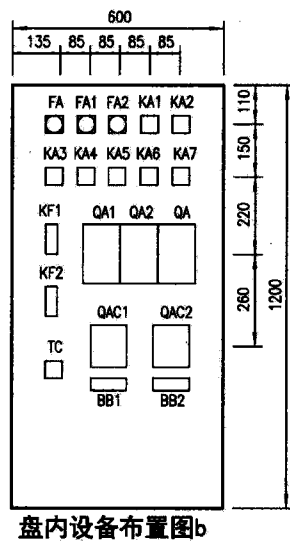 600
135 85 85 85
FA FA1 FA2 KA1 KA2
110
KA3 KA4 KA5 KA6 KA7
150
KF1 QA1 QA2 QA
220
KF2
260
1200
QAC1 QAC2
TC
BB1 BB2
盘内设备布置图b